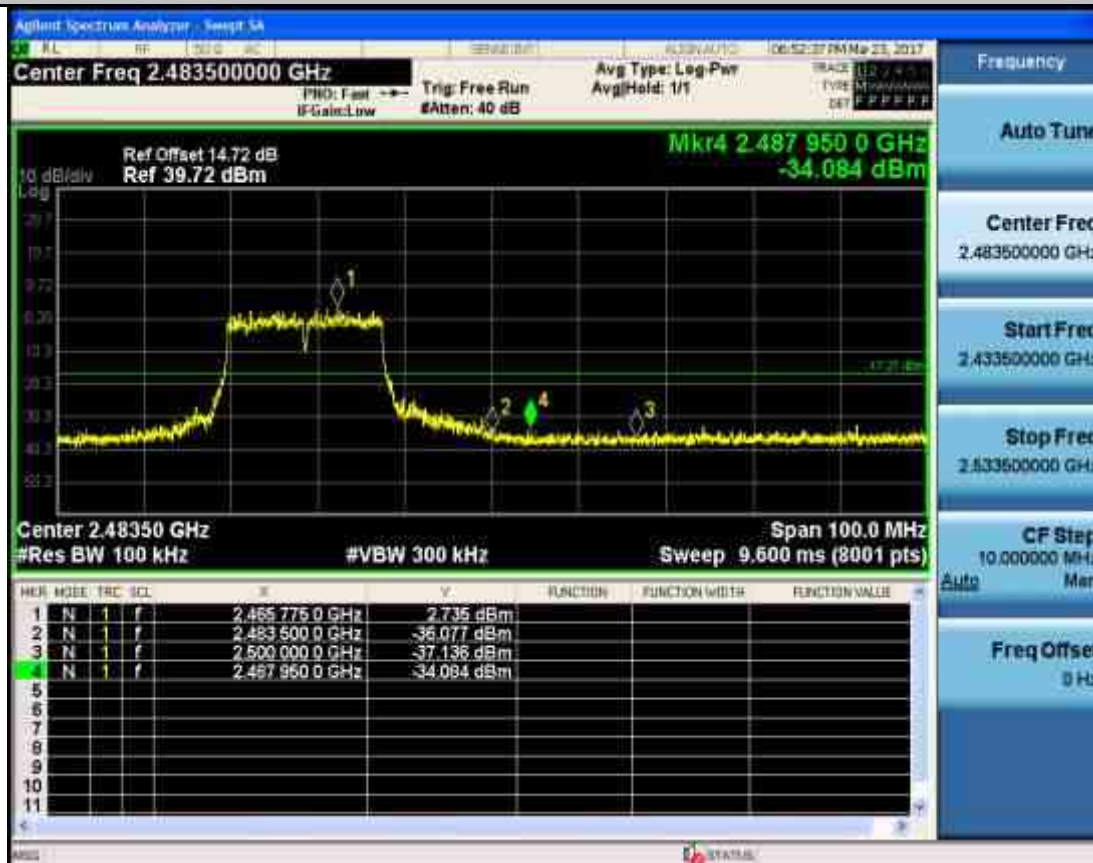 Agilent Spectrum Analyzer - Swept SA
RL RF 50 Ω AC SENSE:INT ALIGN AUTO 06:52:37 PM Mar 23, 2017
Center Freq 2.483500000 GHz
PNO: Fast
IFGain:Low
Trig: Free Run
#Atten: 40 dB
Avg Type: Log-Pwr
Avg|Hold: 1/1
TRACE
TYPE
DET P P P P P P
Frequency
Auto Tune
Center Freq
2.483500000 GHz
Start Freq
2.433500000 GHz
Stop Freq
2.533500000 GHz
CF Step
10.000000 MHz
Auto Man
Freq Offset
0 Hz
Mkr4 2.487 950 0 GHz
-34.084 dBm
Ref Offset 14.72 dB
10 dB/div Ref 39.72 dBm
Log
1
2 4 3
Center 2.48350 GHz
Span 100.0 MHz
#Res BW 100 kHz
#VBW 300 kHz
Sweep 9.600 ms (8001 pts)
MKR MODE TRC SCL X Y FUNCTION FUNCTION WIDTH FUNCTION VALUE
1 N 1 f 2.465 775 0 GHz 2.735 dBm
2 N 1 f 2.483 500 0 GHz -36.077 dBm
3 N 1 f 2.500 000 0 GHz -37.136 dBm
4 N 1 f 2.487 950 0 GHz -34.084 dBm
5
6
7
8
9
10
11
MSG
STATUS